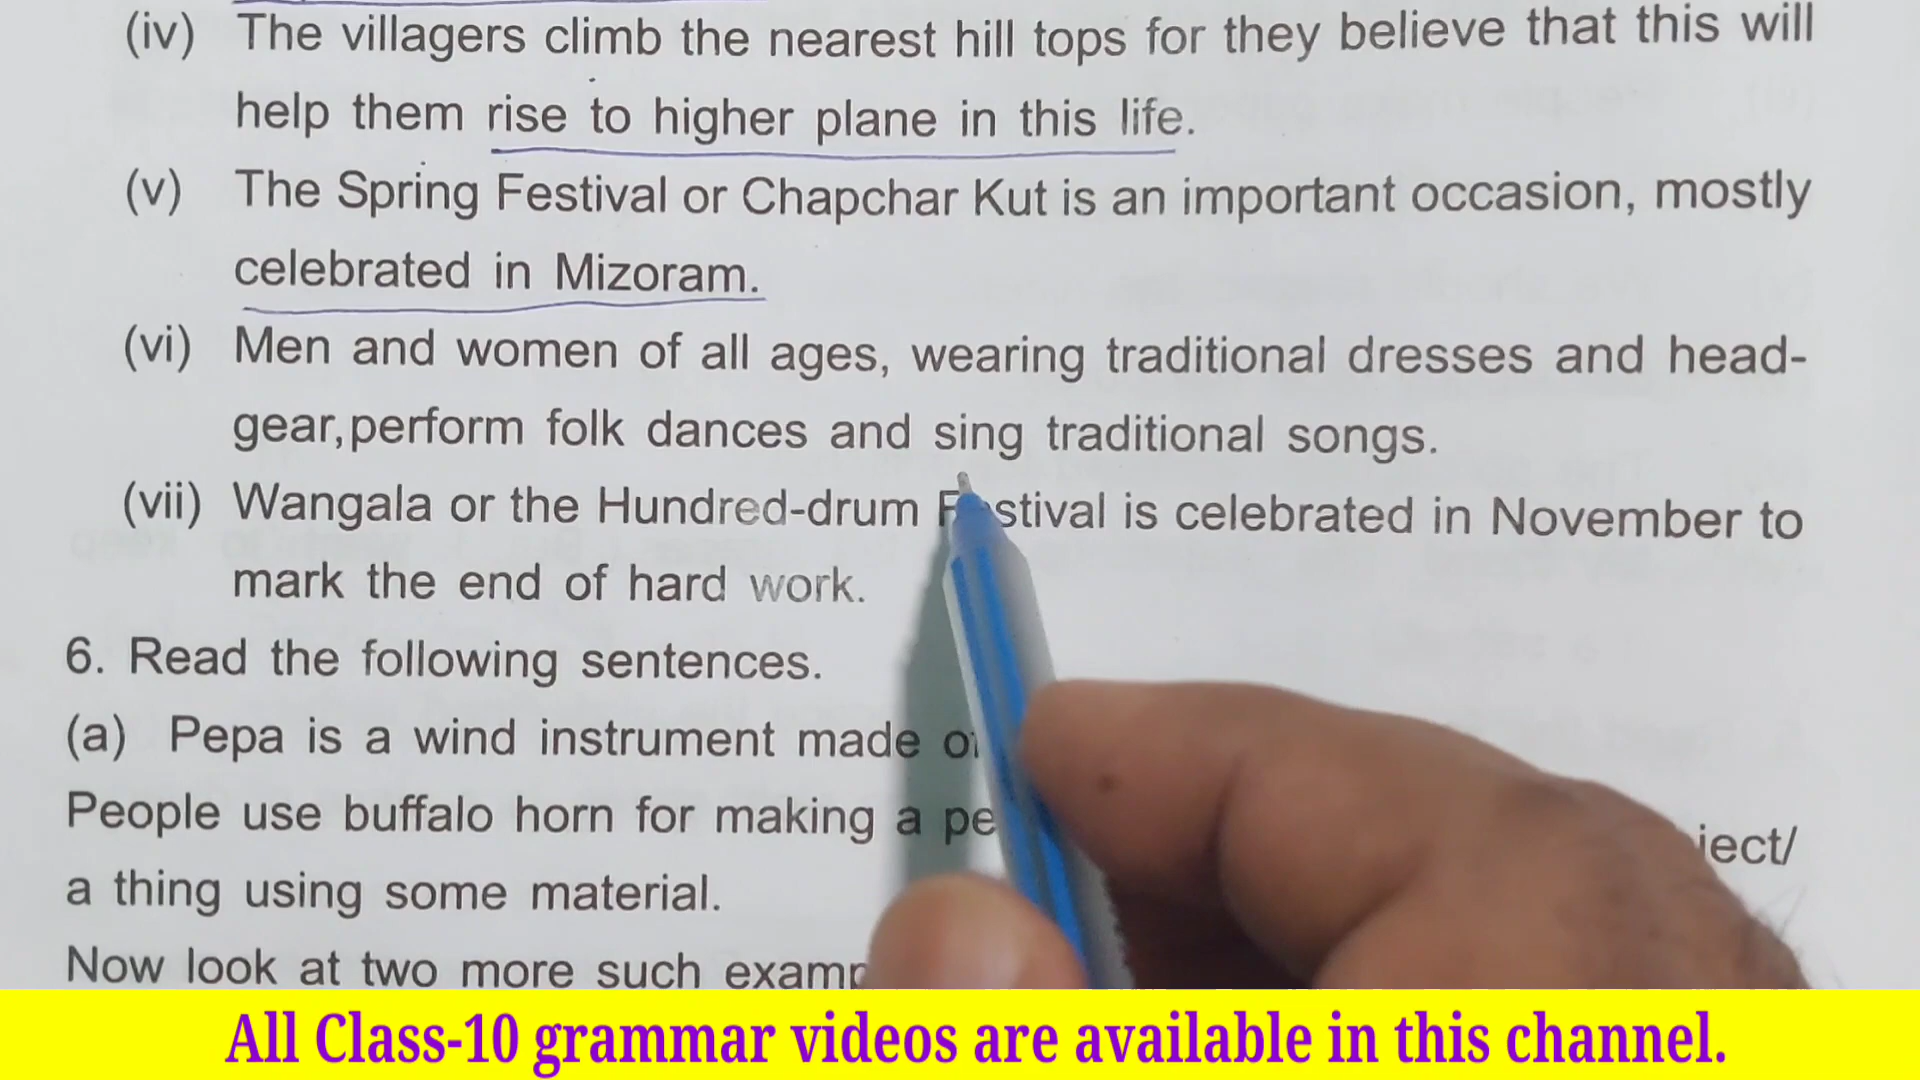 (iv) The villagers climb the nearest hill tops for they believe that this will
help them rise to higher plane in this life.
(v) The Spring Festival or Chapchar Kut is an important occasion, mostly
celebrated in Mizoram.
(vi) Men and women of all ages, wearing traditional dresses and head-
gear,perform folk dances and sing traditional songs.
(vii) Wangala or the Hundred-drum Festival is celebrated in November to
mark the end of hard work.
6. Read the following sentences.
(a) Pepa is a wind instrument made
People use buffalo horn for making a
a thing using some material.
Now look at two more such
All Class-10 grammar videos are available in this channel.